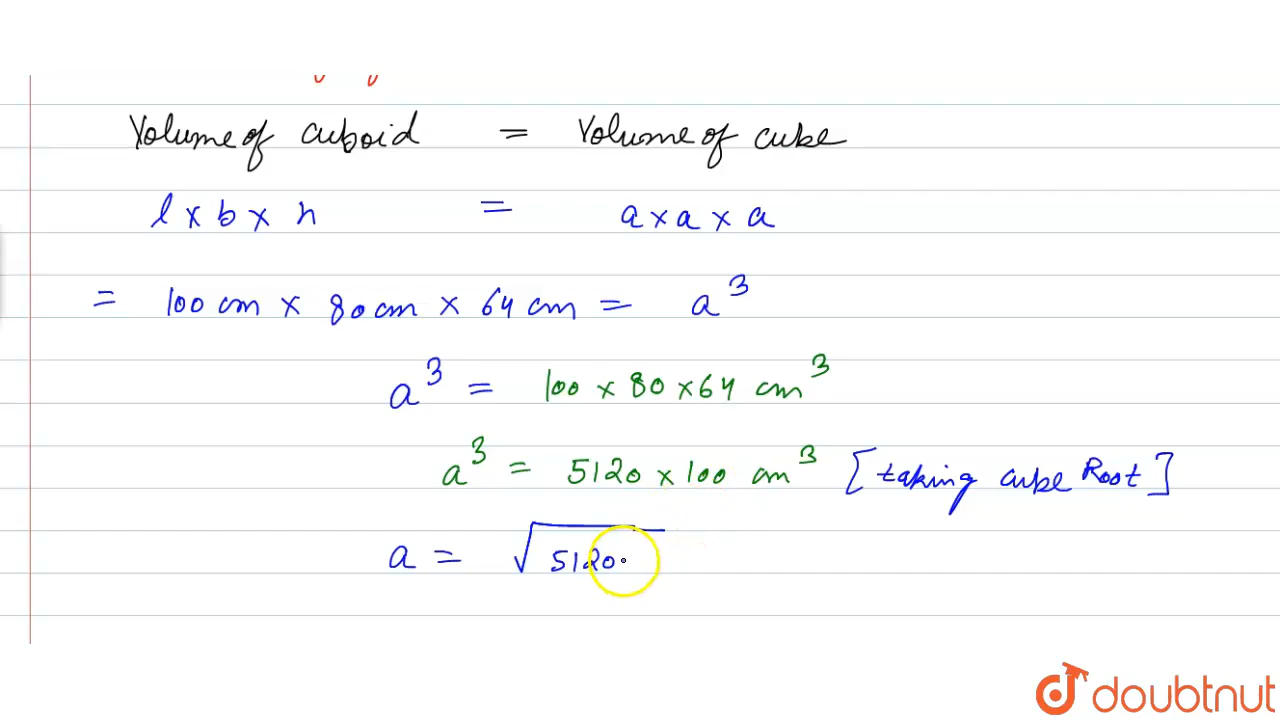 Volume of cuboid = Volume of cube
l × b × h = a × a × a
= 100 cm × 80 cm × 64 cm = a³
a³ = 100 × 80 × 64 cm³
a³ = 5120 × 100 cm³ [taking cube Root]
a = √5120
doubtnut